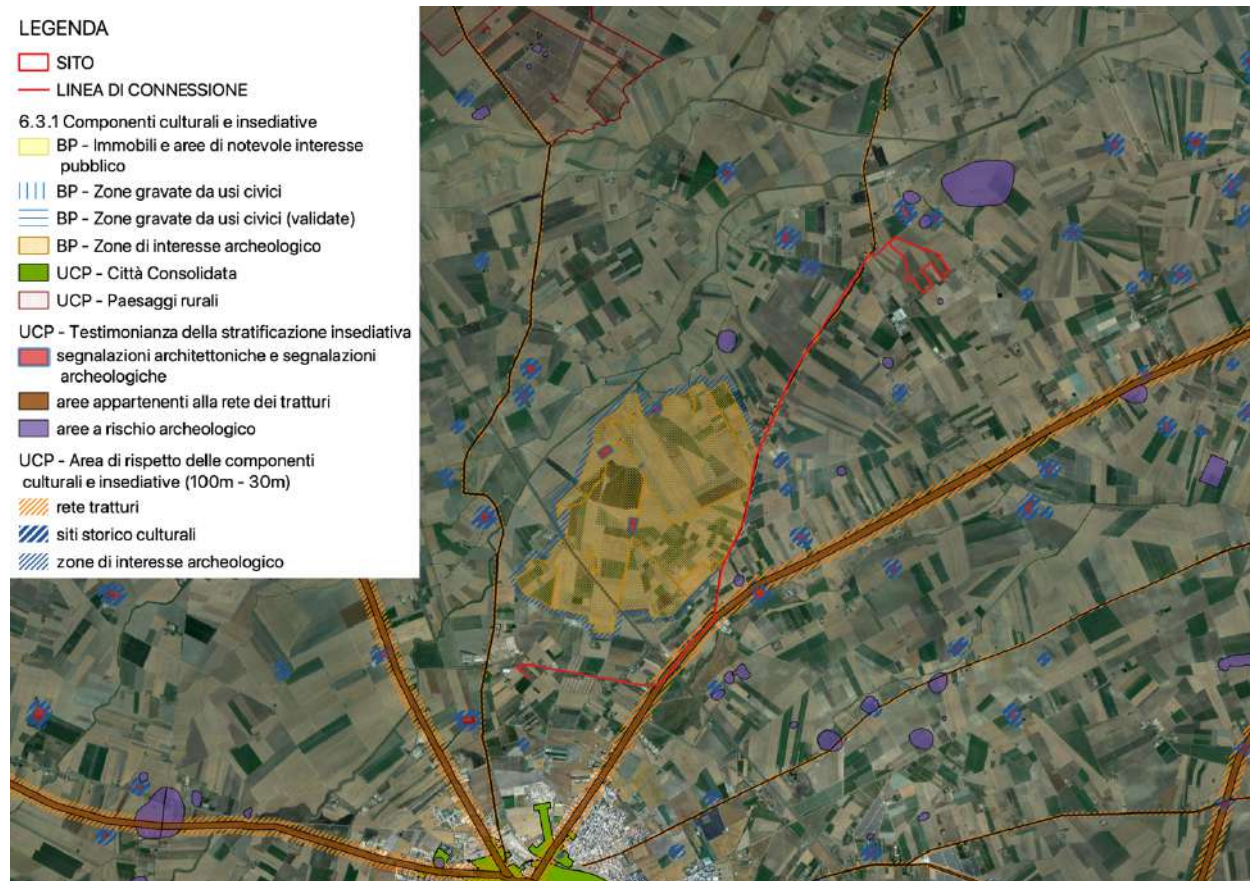 LEGENDA
SITO
LINEA DI CONNESSIONE
6.3.1 Componenti culturali e insediative
BP - Immobili e aree di notevole interesse
pubblico
BP - Zone gravate da usi civici
BP - Zone gravate da usi civici (validate)
BP - Zone di interesse archeologico
UCP - Città Consolidata
UCP - Paesaggi rurali
UCP - Testimonianza della stratificazione insediativa
segnalazioni architettoniche e segnalazioni
archeologiche
aree appartenenti alla rete dei tratturi
aree a rischio archeologico
UCP - Area di rispetto delle componenti
culturali e insediative (100m - 30m)
rete tratturi
siti storico culturali
zone di interesse archeologico